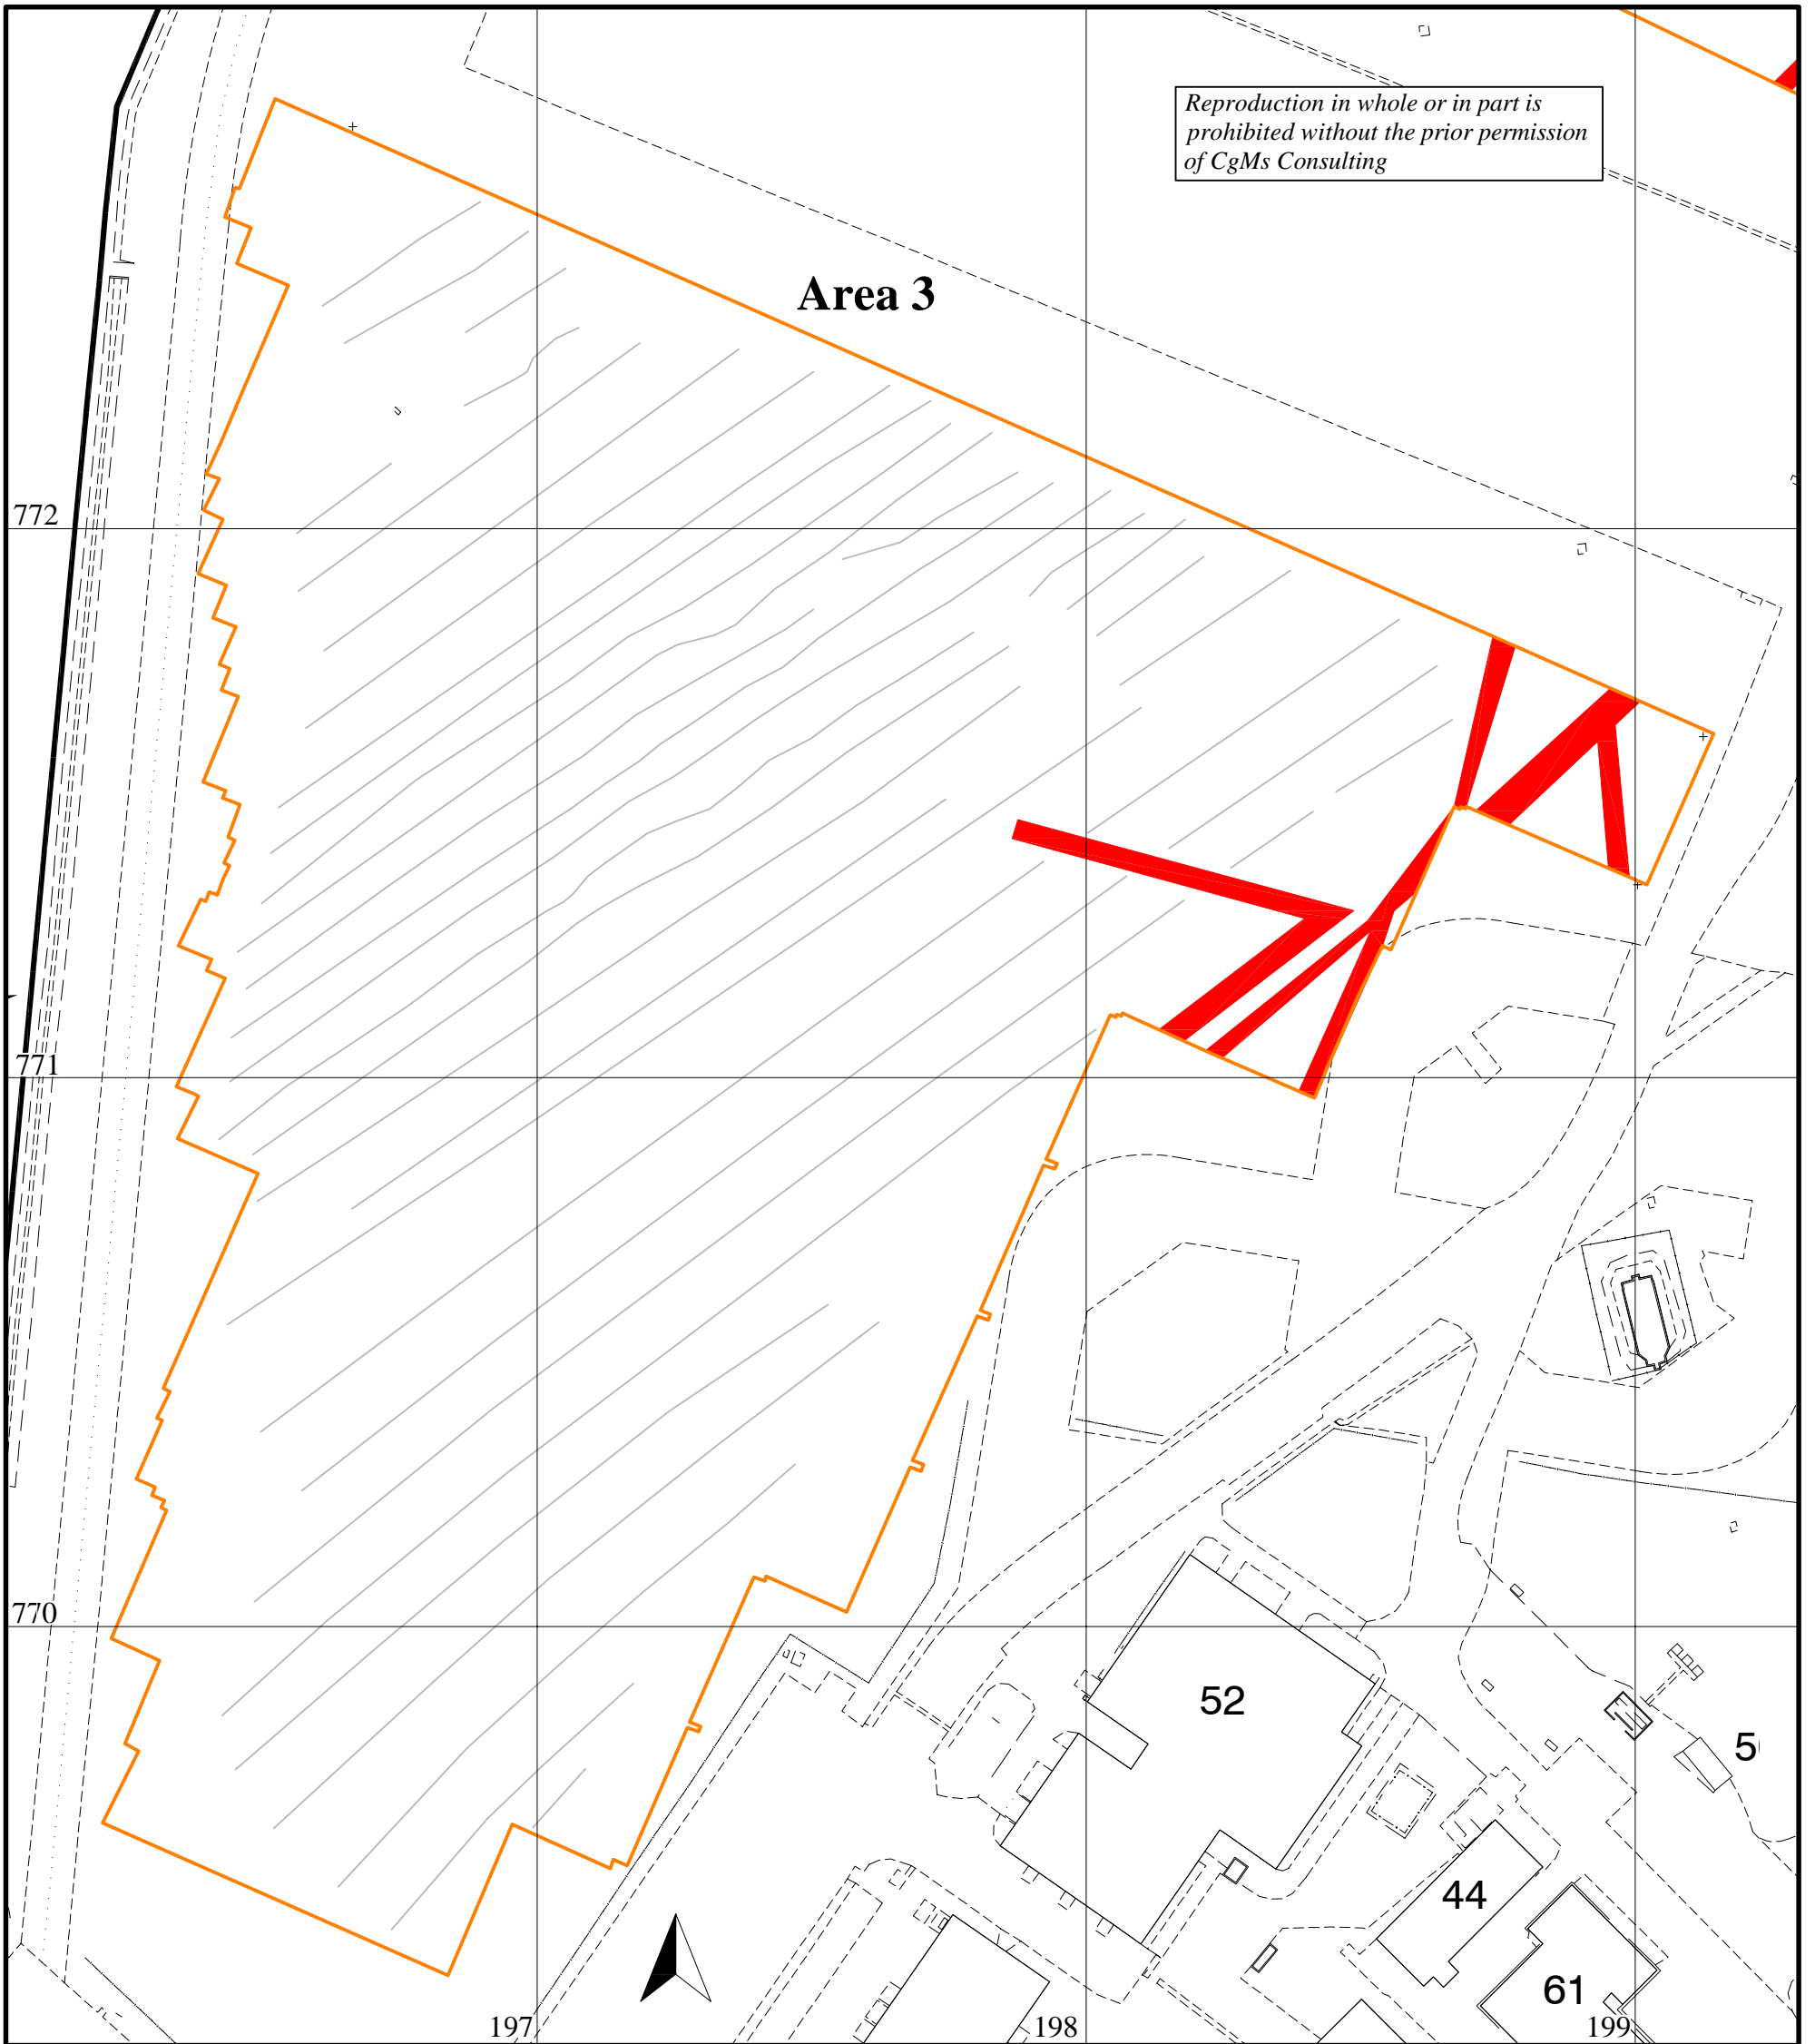 Reproduction in whole or in part is
prohibited without the prior permission
of CgMs Consulting
Area 3
772
771
770
52
5
44
61
197
198
199